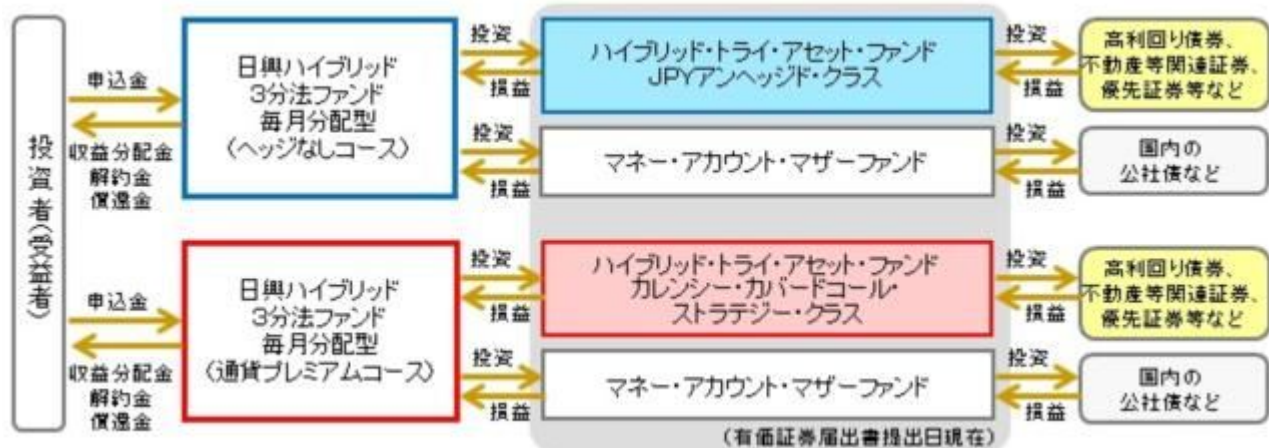 投資者(受益者)
申込金
収益分配金
解約金
償還金
日興ハイブリッド
3分法ファンド
毎月分配型
(ヘッジなしコース)
投資
損益
ハイブリッド・トライ・アセット・ファンド
JPYアンヘッジド・クラス
投資
損益
高利回り債券、
不動産等関連証券、
優先証券等など
投資
損益
マネー・アカウント・マザーファンド
投資
損益
国内の
公社債など
申込金
収益分配金
解約金
償還金
日興ハイブリッド
3分法ファンド
毎月分配型
(通貨プレミアムコース)
投資
損益
ハイブリッド・トライ・アセット・ファンド
カレンシー・カバードコール・
ストラテジー・クラス
投資
損益
高利回り債券、
不動産等関連証券、
優先証券等など
投資
損益
マネー・アカウント・マザーファンド
投資
損益
国内の
公社債など
(有価証券届出書提出日現在)